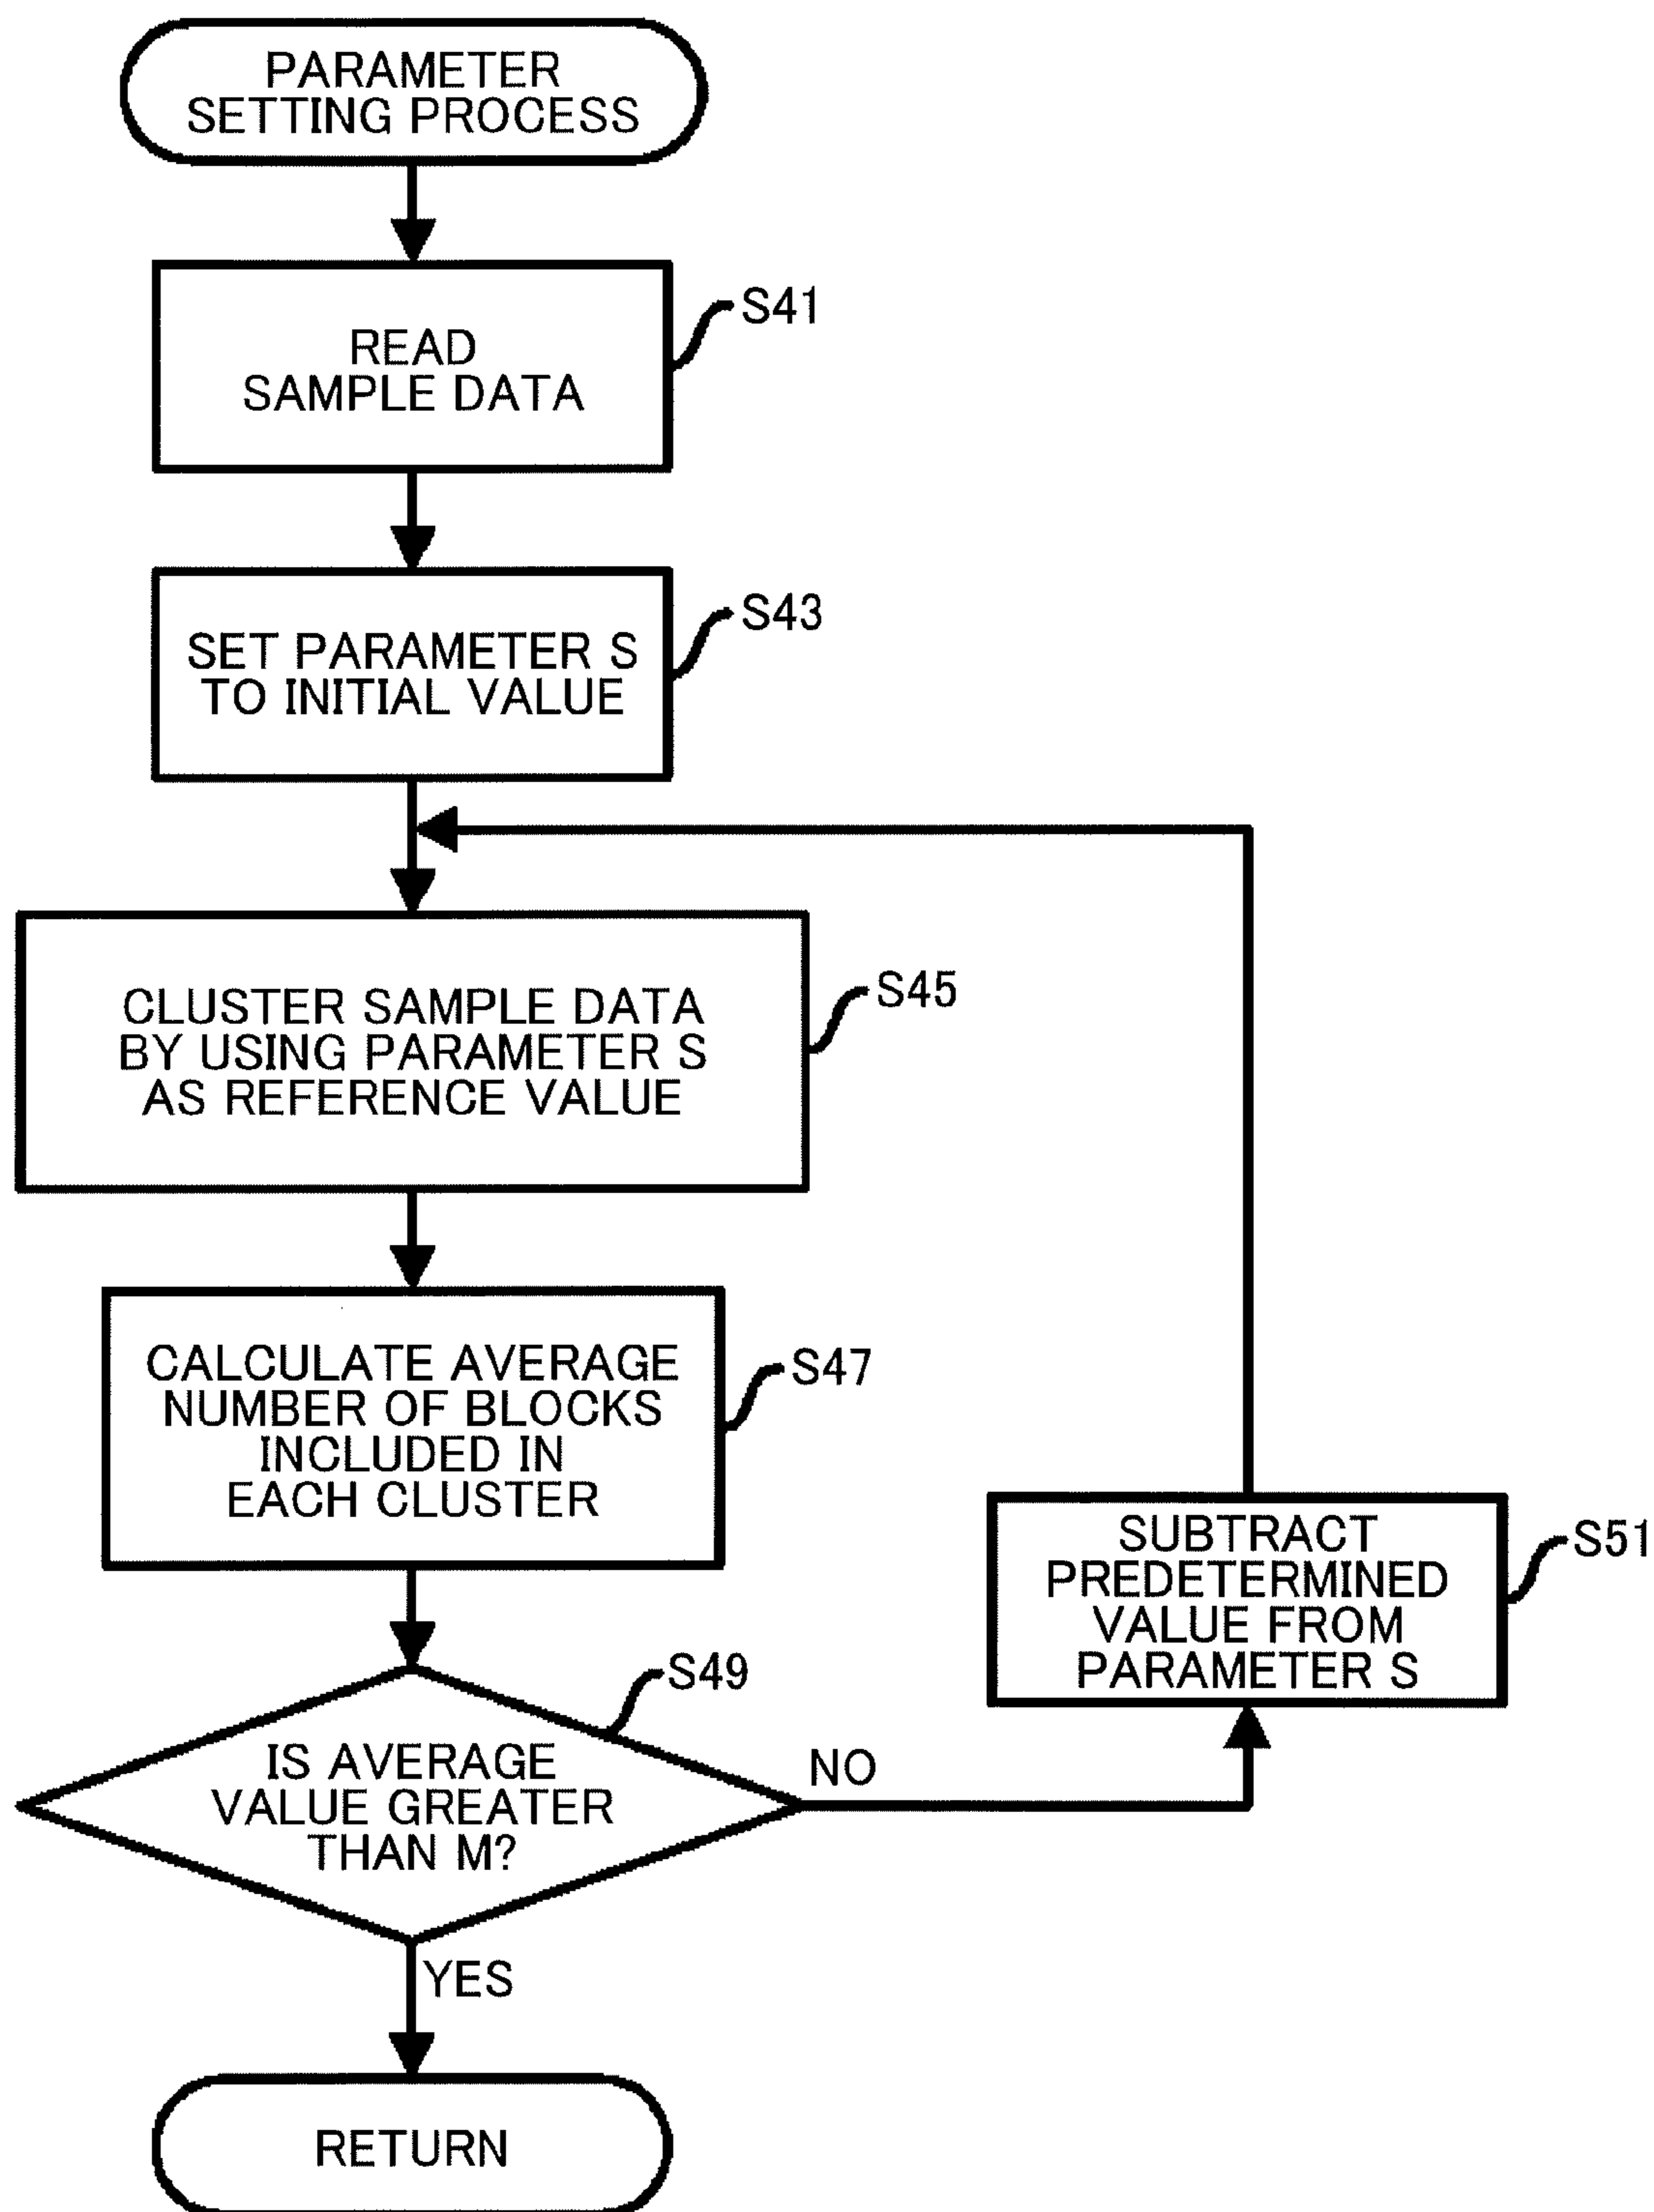 PARAMETER
SETTING PROCESS
S41
READ
SAMPLE DATA
S43
SET PARAMETER S
TO INITIAL VALUE
S45
CLUSTER SAMPLE DATA
BY USING PARAMETER S
AS REFERENCE VALUE
S47
CALCULATE AVERAGE
NUMBER OF BLOCKS
INCLUDED IN
EACH CLUSTER
S51
SUBTRACT
PREDETERMINED
VALUE FROM
PARAMETER S
S49
IS AVERAGE
VALUE GREATER
THAN M?
NO
YES
RETURN